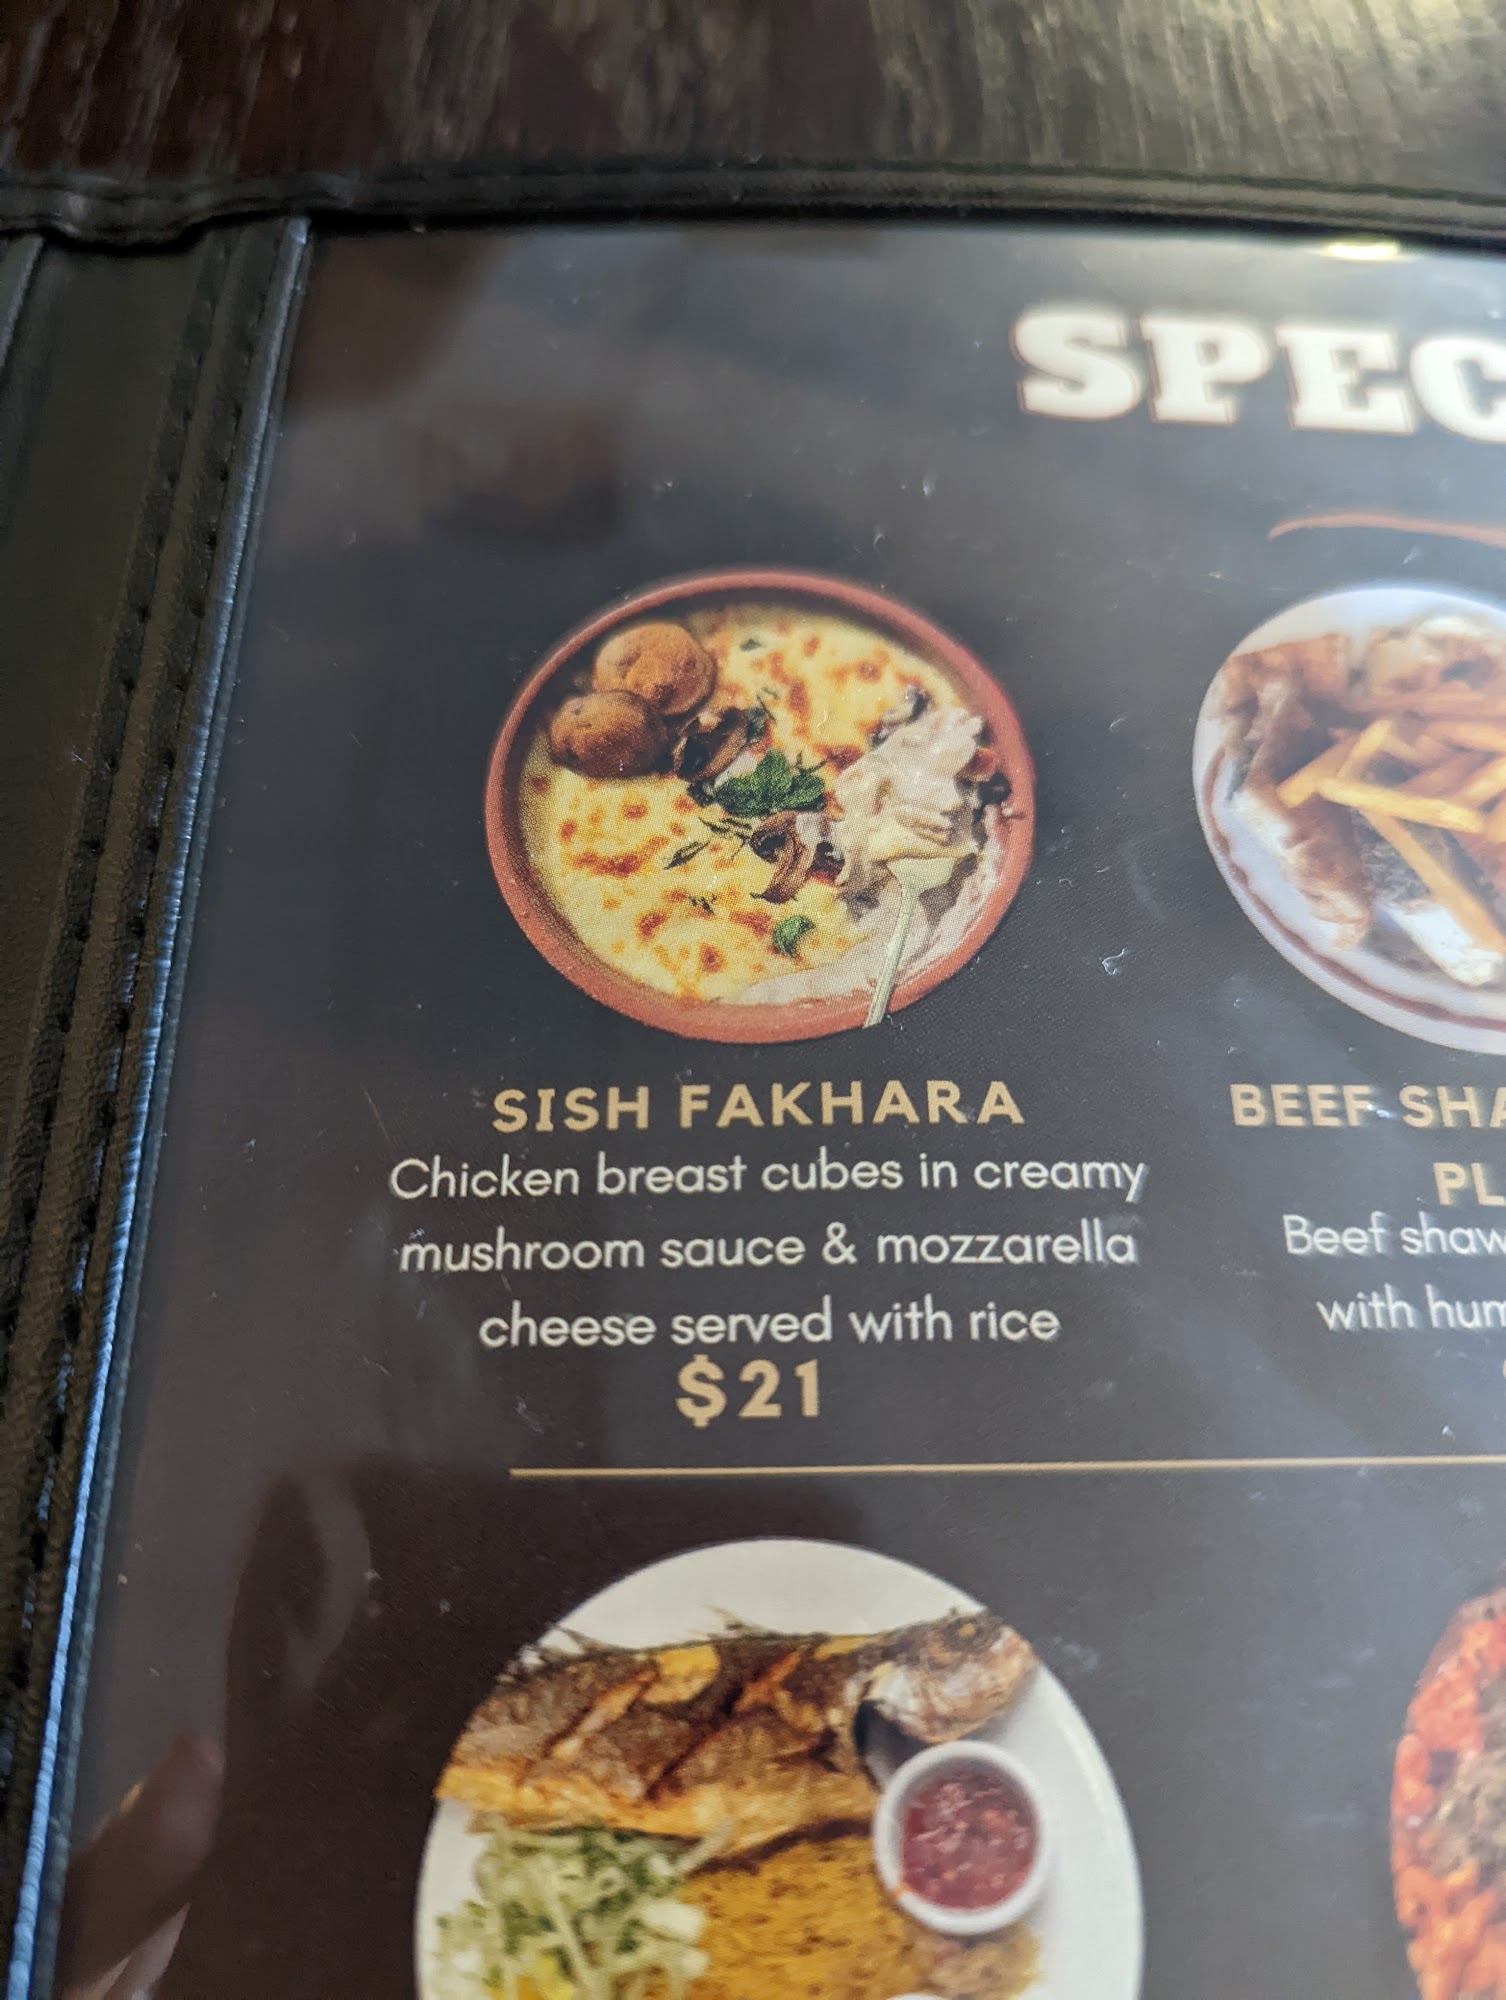 SPEC
SISH FAKHARA
Chicken breast cubes in creamy
mushroom sauce & mozzarella
cheese served with rice
$21
BEEF SHA
PL
Beef shaw
with hum